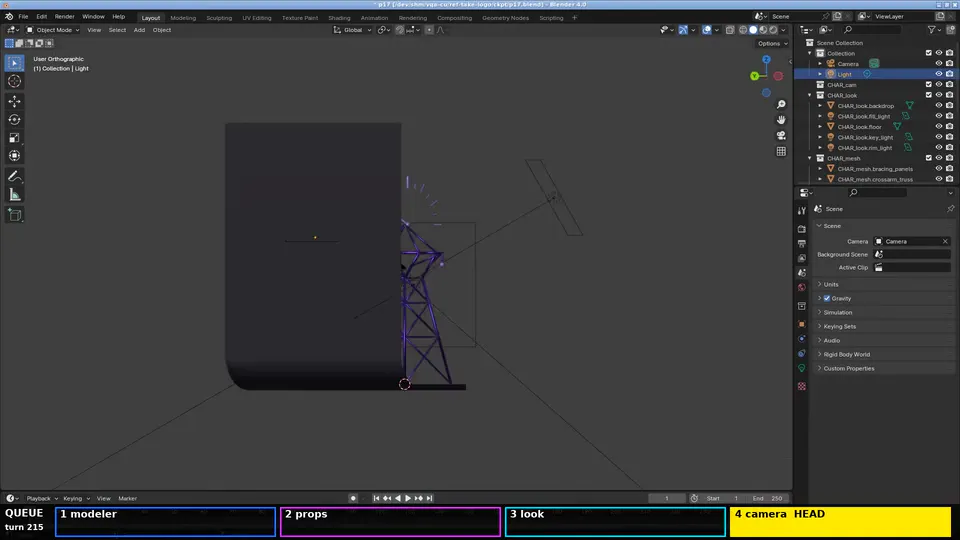 * p17 [/dev/shm/vga-cu/ref-take-logo/ckpt/p17.blend] - Blender 4.0
File Edit Render Window Help Layout Modeling Sculpting UV Editing Texture Paint Shading Animation Rendering Compositing Geometry Nodes Scripting Scene ViewLayer
Object Mode View Select Add Object Global
Options
User Orthographic
(1) Collection | Light
Z
Y
Scene Collection
Collection
Camera
Light
CHAR_cam
CHAR_look
CHAR_look.backdrop
CHAR_look.fill_light
CHAR_look.floor
CHAR_look.key_light
CHAR_look.rim_light
CHAR_mesh
CHAR_mesh.bracing_panels
CHAR_mesh.crossarm_truss
Scene
Scene
Camera Camera
Background Scene
Active Clip
Units
Gravity
Simulation
Keying Sets
Audio
Rigid Body World
Custom Properties
Playback Keying View Marker 1 Start 1 End 250
QUEUE
turn 215
1 modeler
2 props
3 look
4 camera HEAD